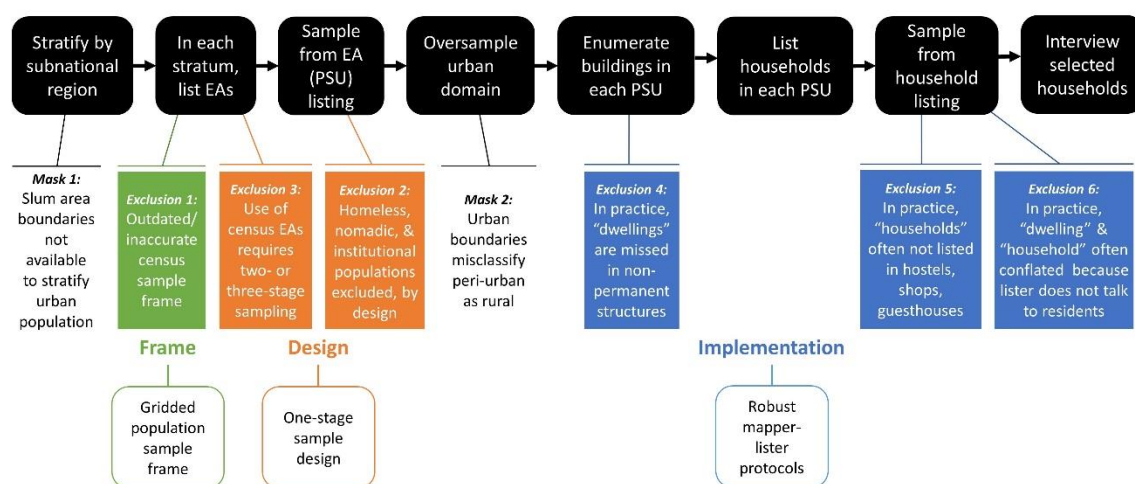 Stratify by
subnational
region
In each
stratum,
list EAs
Sample
from EA
(PSU)
listing
Oversample
urban
domain
Enumerate
buildings in
each PSU
List
households
in each PSU
Sample
from
household
listing
Interview
selected
households
Mask 1:
Slum area
boundaries
not
available
to stratify
urban
population
Exclusion 1:
Outdated/
inaccurate
census
sample
frame
Exclusion 3:
Use of
census EAs
requires
two- or
three-stage
sampling
Exclusion 2:
Homeless,
nomadic, &
institutional
populations
excluded, by
design
Mask 2:
Urban
boundaries
misclassify
peri-urban
as rural
Exclusion 4:
In practice,
“dwellings”
are missed
in non-
permanent
structures
Exclusion 5:
In practice,
“households”
often not listed
in hostels,
shops,
guesthouses
Exclusion 6:
In practice,
“dwelling” &
“household” often
conflated because
lister does not talk
to residents
Frame
Design
Implementation
Gridded
population
sample
frame
One-stage
sample
design
Robust
mapper-
lister
protocols